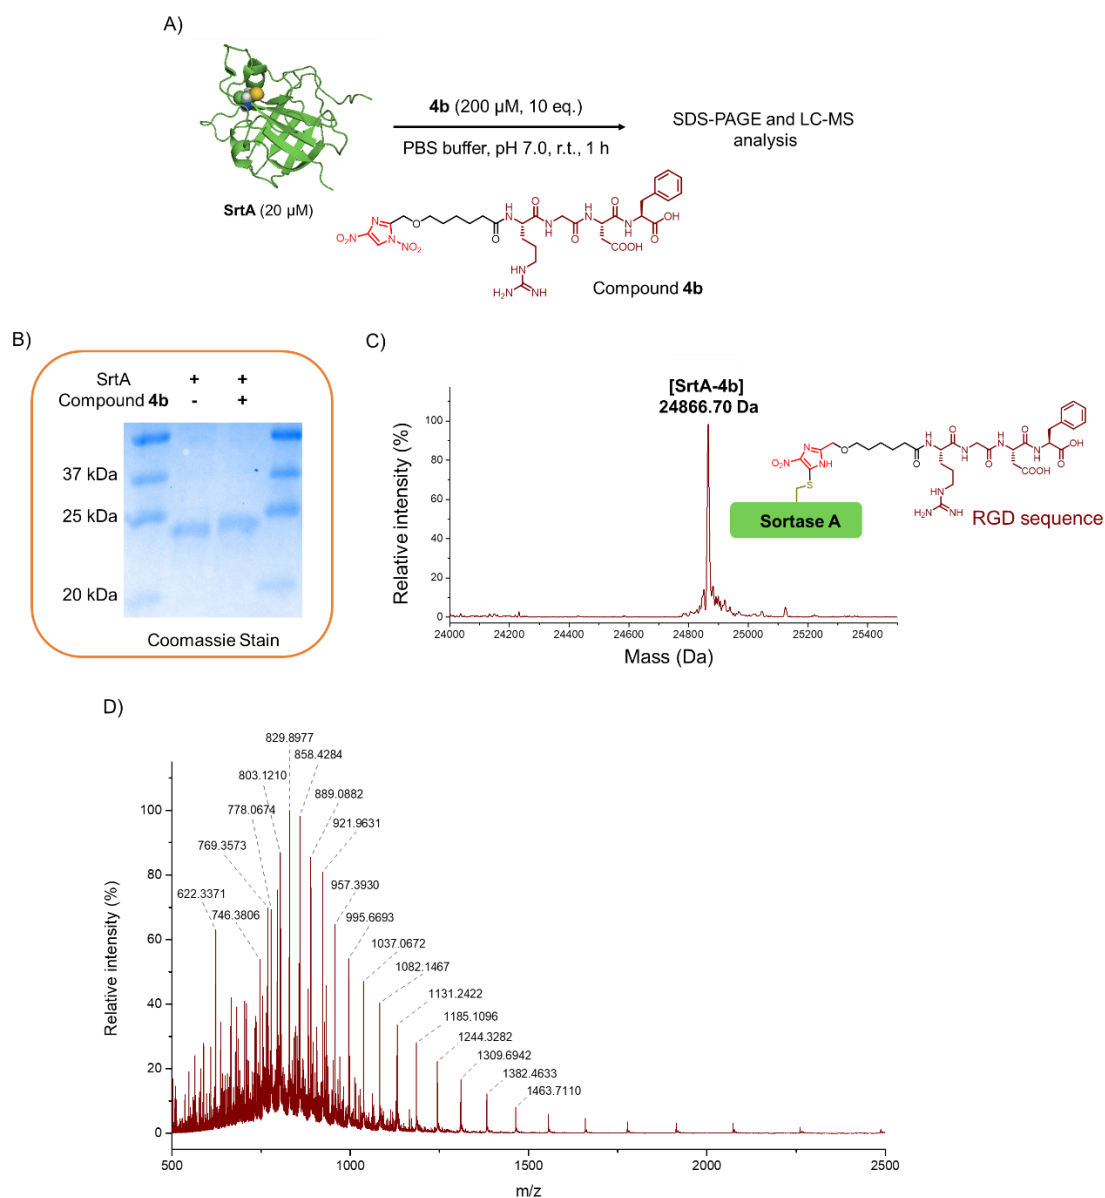 A)
SrtA (20 µM)
4b (200 µM, 10 eq.)
PBS buffer, pH 7.0, r.t., 1 h
SDS-PAGE and LC-MS
analysis
O₂N
N
N
NO₂
O
O
H
N
O
N
H
O
H
N
O
N
H
O
OH
COOH
HN
H₂N
NH
Compound 4b
B)
SrtA + +
Compound 4b - +
37 kDa
25 kDa
20 kDa
Coomassie Stain
C)
Relative intensity (%)
100
80
60
40
20
0
24000 24200 24400 24600 24800 25000 25200 25400
Mass (Da)
[SrtA-4b]
24866.70 Da
O₂N
N
NH
S
O
O
H
N
O
N
H
O
H
N
O
N
H
O
OH
COOH
HN
H₂N
NH
Sortase A
RGD sequence
D)
Relative intensity (%)
100
80
60
40
20
0
500 1000 1500 2000 2500
m/z
622.3371
746.3806
769.3573
778.0674
803.1210
829.8977
858.4284
889.0882
921.9631
957.3930
995.6693
1037.0672
1082.1467
1131.2422
1185.1096
1244.3282
1309.6942
1382.4633
1463.7110